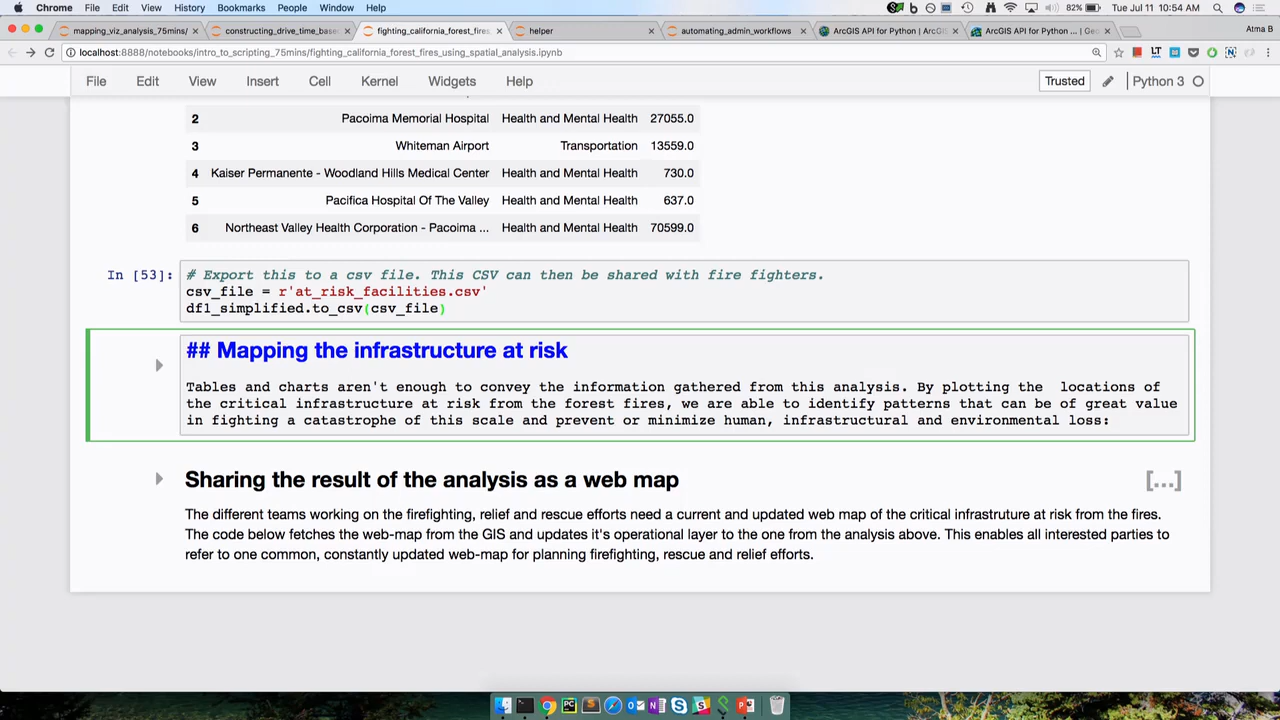 Chrome File Edit View History Bookmarks People Window Help 82% Tue Jul 11 10:54 AM
mapping_viz_analysis_75mins/ constructing_drive_time_base fighting_california_forest_fires_ helper automating_admin_workflows ArcGIS API for Python | ArcGI ArcGIS API for Python ... | Geo Atma B
localhost:8888/notebooks/intro_to_scripting_75mins/fighting_california_forest_fires_using_spatial_analysis.ipynb
File Edit View Insert Cell Kernel Widgets Help Trusted Python 3
2 Pacoima Memorial Hospital Health and Mental Health 27055.0
3 Whiteman Airport Transportation 13559.0
4 Kaiser Permanente - Woodland Hills Medical Center Health and Mental Health 730.0
5 Pacifica Hospital Of The Valley Health and Mental Health 637.0
6 Northeast Valley Health Corporation - Pacoima ... Health and Mental Health 70599.0
In [53]: # Export this to a csv file. This CSV can then be shared with fire fighters.
csv_file = r'at_risk_facilities.csv'
df1_simplified.to_csv(csv_file)
## Mapping the infrastructure at risk
Tables and charts aren't enough to convey the information gathered from this analysis. By plotting the locations of
the critical infrastructure at risk from the forest fires, we are able to identify patterns that can be of great value
in fighting a catastrophe of this scale and prevent or minimize human, infrastructural and environmental loss:
Sharing the result of the analysis as a web map [...]
The different teams working on the firefighting, relief and rescue efforts need a current and updated web map of the critical infrastruture at risk from the fires.
The code below fetches the web-map from the GIS and updates it's operational layer to the one from the analysis above. This enables all interested parties to
refer to one common, constantly updated web-map for planning firefighting, rescue and relief efforts.